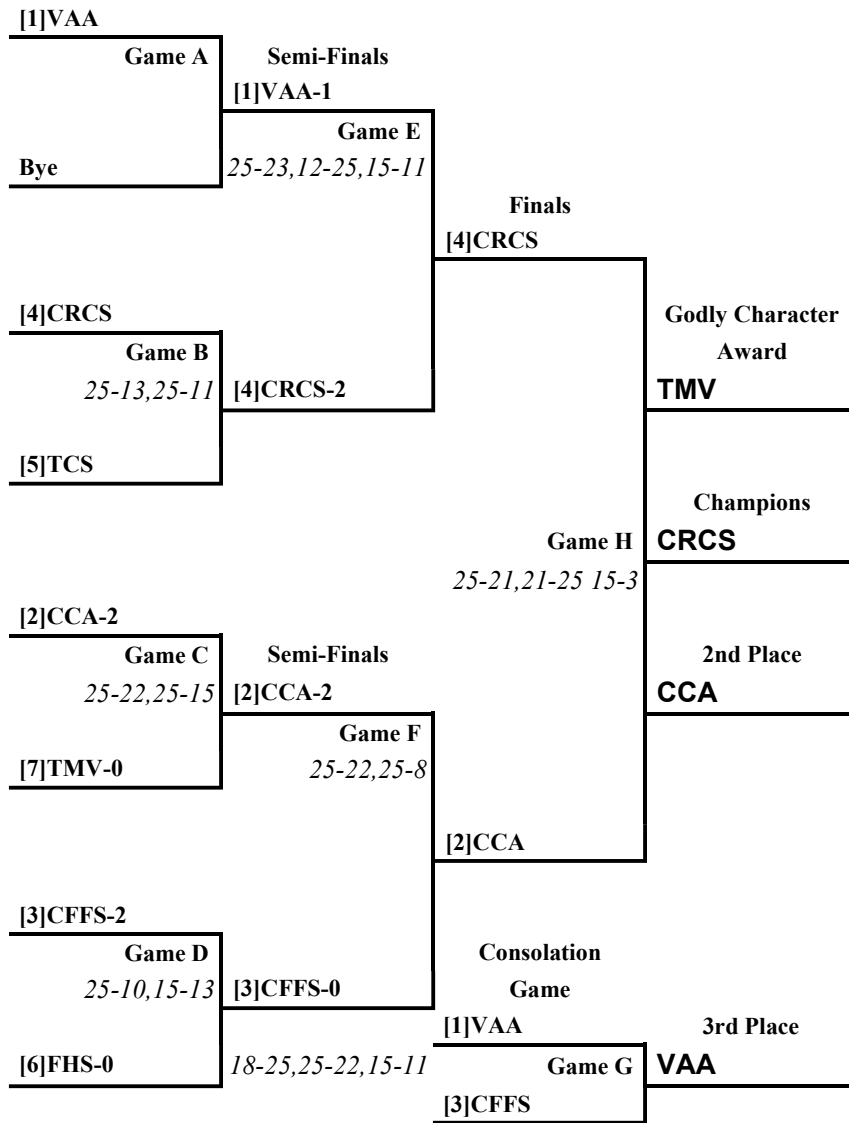 [1]VAA
Game A
Semi-Finals
[1]VAA-1
Game E
Bye
25-23,12-25,15-11
Finals
[4]CRCS
[4]CRCS
Godly Character
Game B
Award
25-13,25-11
[4]CRCS-2
TMV
[5]TCS
Champions
Game H
CRCS
25-21,21-25 15-3
[2]CCA-2
Game C
Semi-Finals
2nd Place
25-22,25-15
[2]CCA-2
CCA
Game F
[7]TMV-0
25-22,25-8
[2]CCA
[3]CFFS-2
Game D
Consolation
25-10,15-13
[3]CFFS-0
Game
[1]VAA
3rd Place
[6]FHS-0
18-25,25-22,15-11
Game G
VAA
[3]CFFS